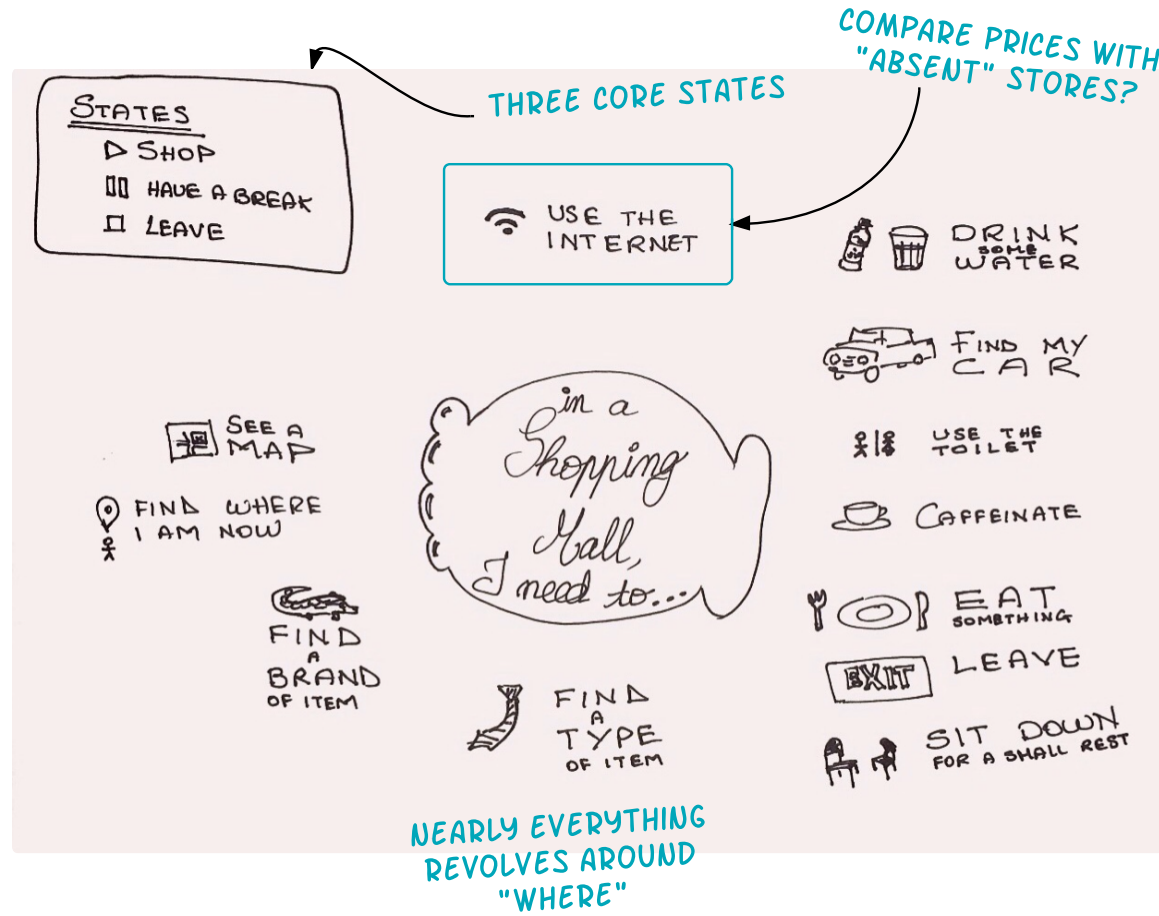 COMPARE PRICES WITH
"ABSENT" STORES?
THREE CORE STATES
STATES
SHOP
HAVE A BREAK
LEAVE
USE THE
INTERNET
DRINK
SOME
WATER
FIND MY
CAR
SEE A
MAP
USE THE
TOILET
FIND WHERE
I AM NOW
CAFFEINATE
in a
Shopping
Mall,
I need to...
FIND
A
BRAND
OF ITEM
EAT
SOMETHING
EXIT
LEAVE
FIND
A
TYPE
OF ITEM
SIT DOWN
FOR A SMALL REST
NEARLY EVERYTHING
REVOLVES AROUND
"WHERE"